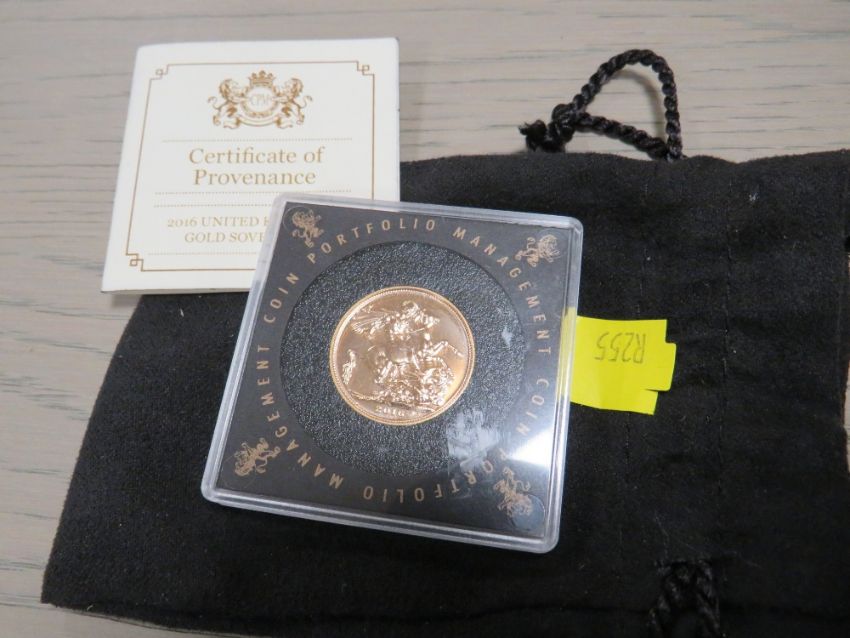 CPM
Certificate of
Provenance
2016 UNITED
GOLD SOVE
COIN PORTFOLIO MANAGEMENT COIN PORTFOLIO MANAGEMENT
2016
R255